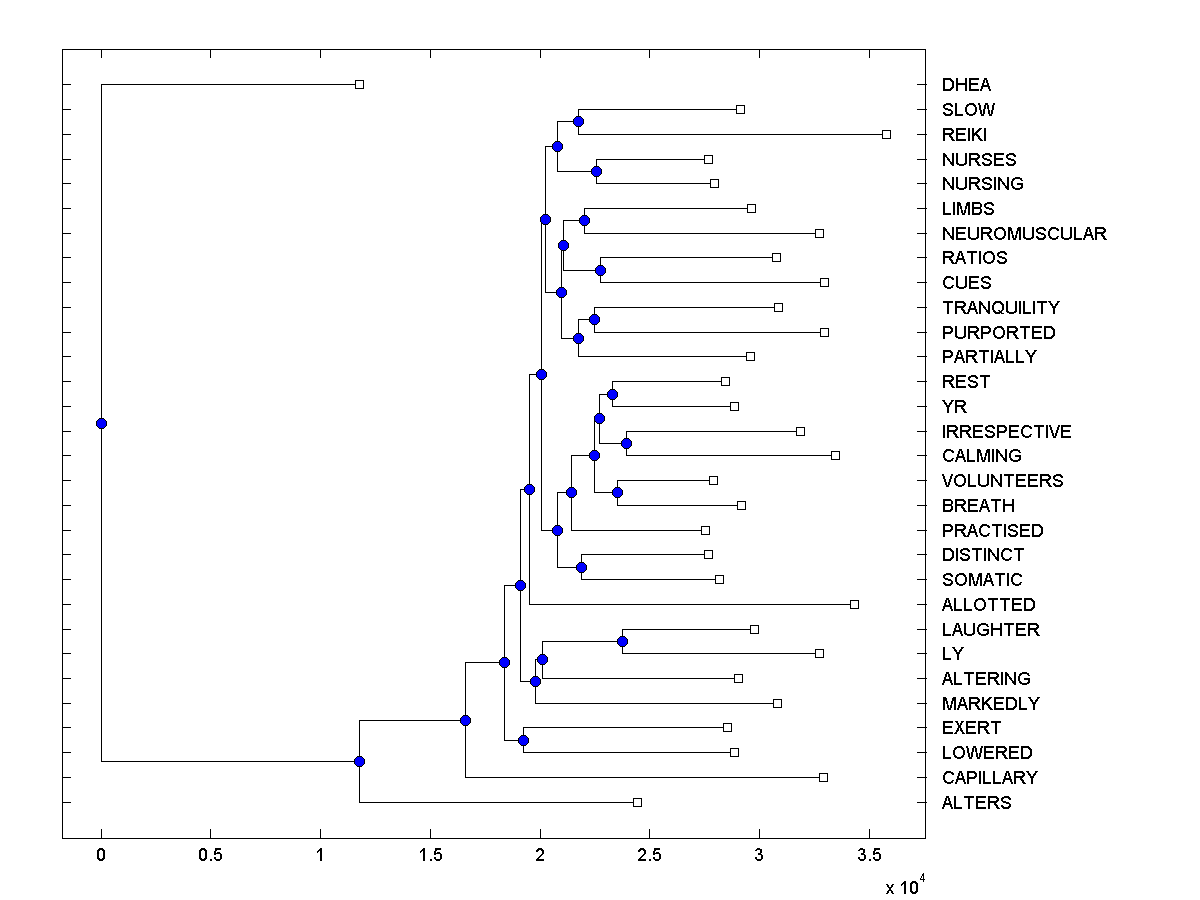 DHEA
SLOW
REIKI
NURSES
NURSING
LIMBS
NEUROMUSCULAR
RATIOS
CUES
TRANQUILITY
PURPORTED
PARTIALLY
REST
YR
IRRESPECTIVE
CALMING
VOLUNTEERS
BREATH
PRACTISED
DISTINCT
SOMATIC
ALLOTTED
LAUGHTER
LY
ALTERING
MARKEDLY
EXERT
LOWERED
CAPILLARY
ALTERS
0 0.5 1 1.5 2 2.5 3 3.5
x 10^4